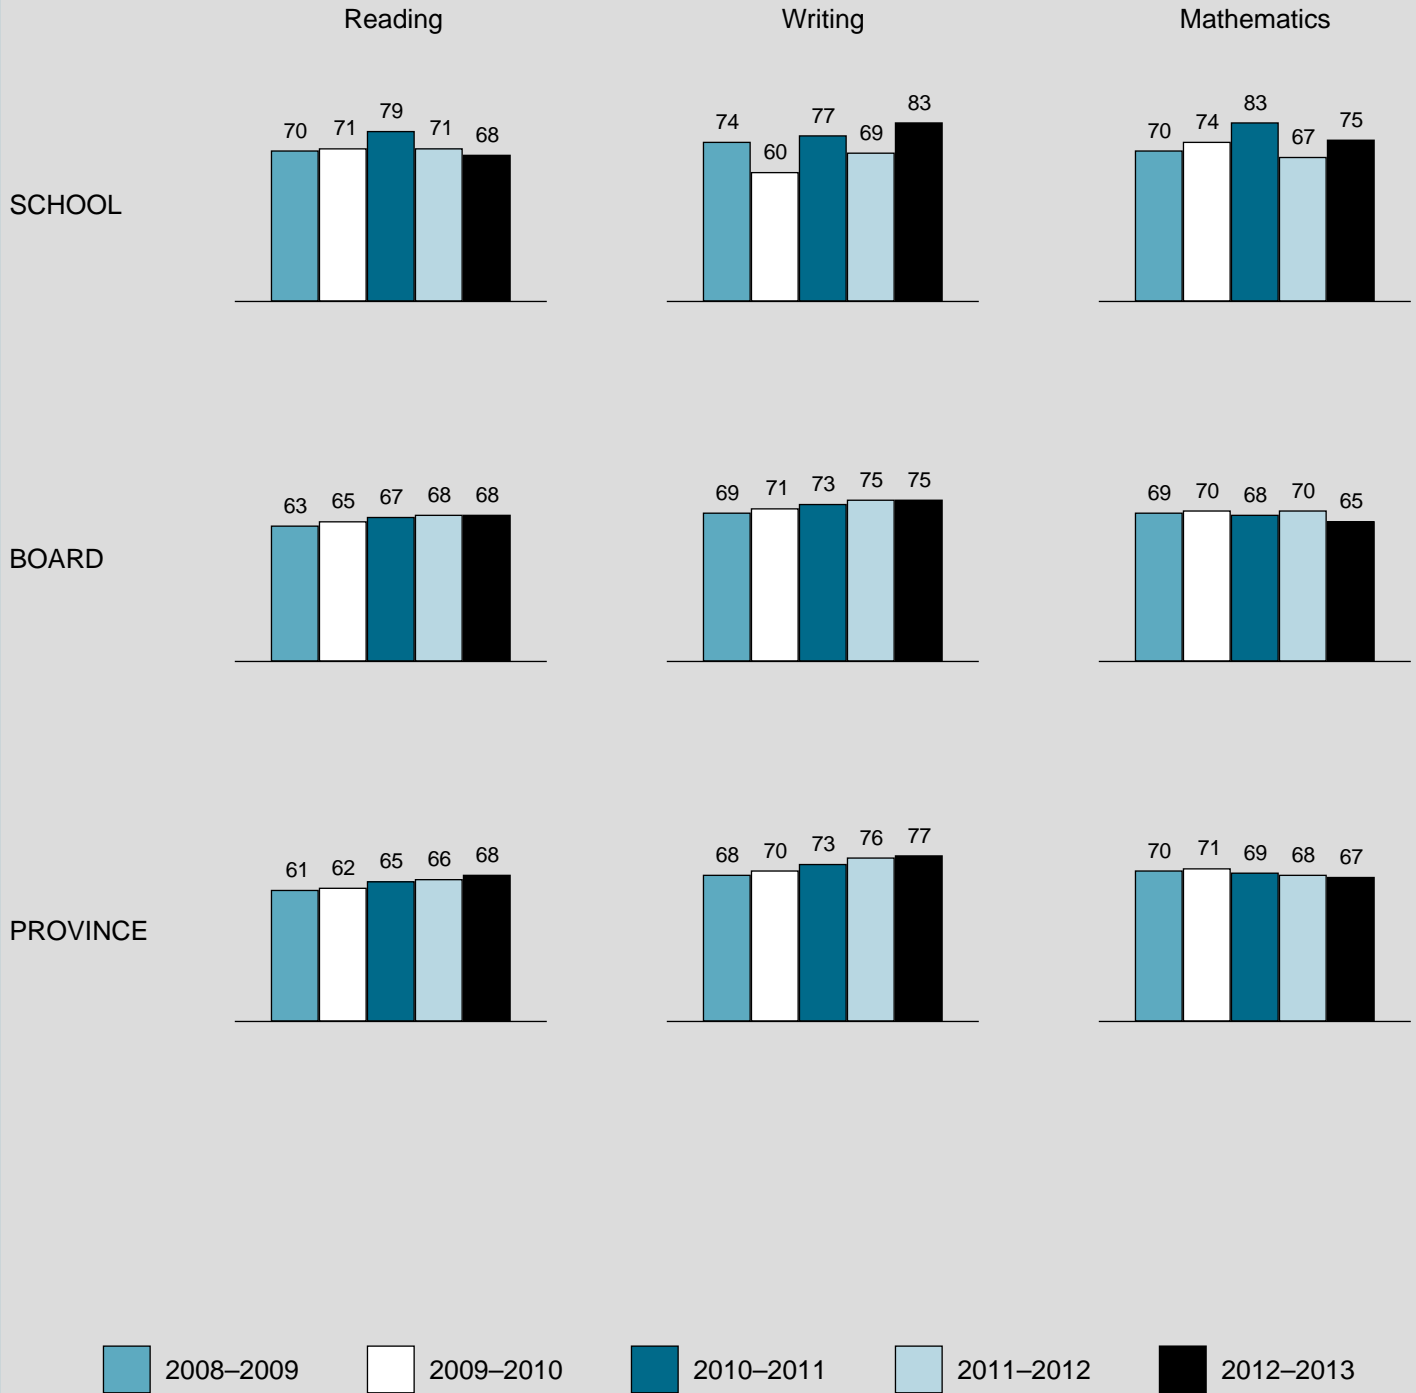 Reading Writing Mathematics
70 71 79 71 68 74 60 77 69 83 70 74 83 67 75
SCHOOL
63 65 67 68 68 69 71 73 75 75 69 70 68 70 65
BOARD
61 62 65 66 68 68 70 73 76 77 70 71 69 68 67
PROVINCE
2008–2009 2009–2010 2010–2011 2011–2012 2012–2013